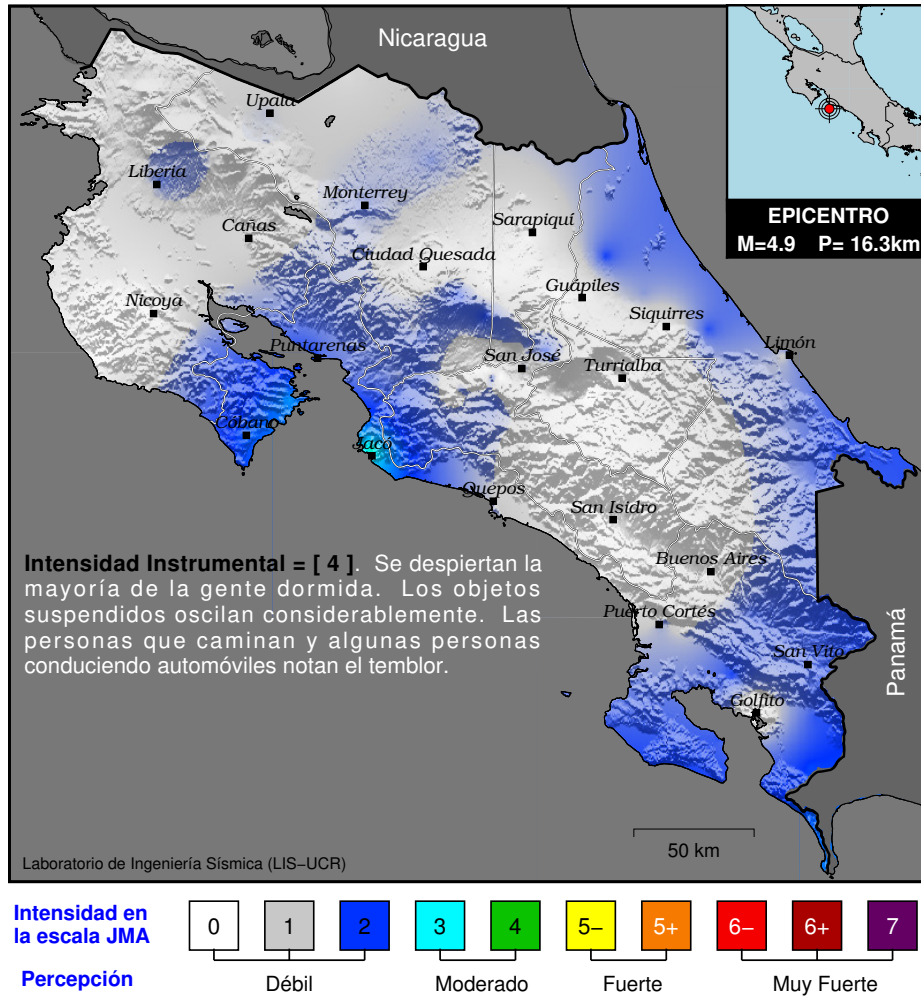 Nicaragua
Upala
Liberia
Monterrey
Cañas
Sarapiquí
Ciudad Quesada
EPICENTRO
M=4.9 P= 16.3km
Nicoya
Guápiles
Siquirres
Puntarenas
San José
Limón
Turrialba
Cóbano
Jacó
Quepos
San Isidro
Intensidad Instrumental = [ 4 ]. Se despiertan la
mayoría de la gente dormida. Los objetos
suspendidos oscilan considerablemente. Las
personas que caminan y algunas personas
conduciendo automóviles notan el temblor.
Buenos Aires
Puerto Cortés
San Vito
Panamá
Golfito
50 km
Laboratorio de Ingeniería Sísmica (LIS−UCR)
Intensidad en
la escala JMA
0 1 2 3 4 5− 5+ 6− 6+ 7
Percepción
Débil Moderado Fuerte Muy Fuerte